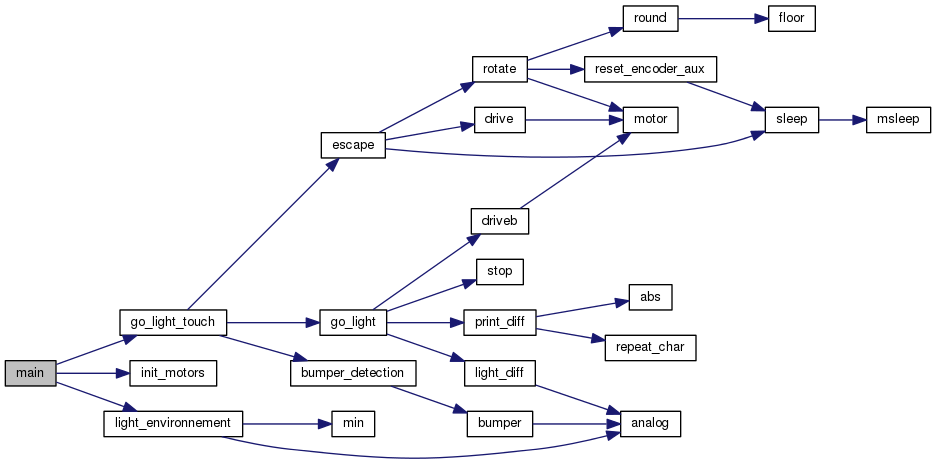 round
floor
rotate
reset_encoder_aux
drive
motor
sleep
msleep
escape
driveb
stop
abs
go_light_touch
go_light
print_diff
repeat_char
main
init_motors
bumper_detection
light_diff
light_environnement
min
bumper
analog